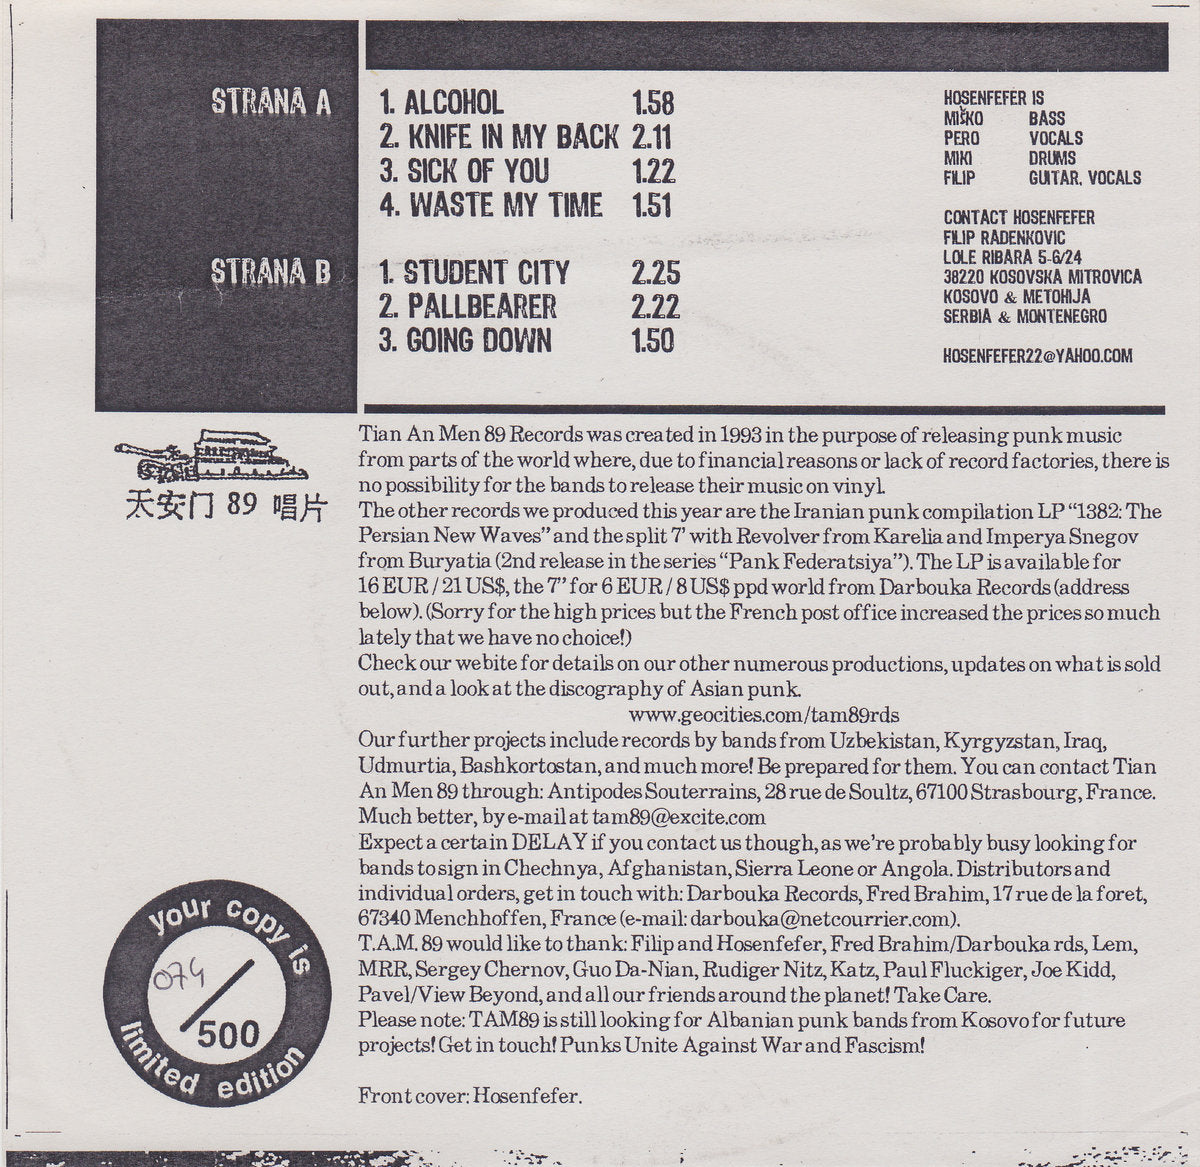 STRANA A
1. ALCOHOL 1.58
2. KNIFE IN MY BACK 2.11
3. SICK OF YOU 1.22
4. WASTE MY TIME 1.51
STRANA B
1. STUDENT CITY 2.25
2. PALLBEARER 2.22
3. GOING DOWN 1.50
HOSENFEFER IS
MIŠKO BASS
PERO VOCALS
MIKI DRUMS
FILIP GUITAR, VOCALS
CONTACT HOSENFEFER
FILIP RADENKOVIC
LOLE RIBARA 5-6/24
38220 KOSOVSKA MITROVICA
KOSOVO & METOHIJA
SERBIA & MONTENEGRO
HOSENFEFER22@YAHOO.COM
天安门 89 唱片
Tian An Men 89 Records was created in 1993 in the purpose of releasing punk music
from parts of the world where, due to financial reasons or lack of record factories, there is
no possibility for the bands to release their music on vinyl.
The other records we produced this year are the Iranian punk compilation LP “1382: The
Persian New Waves” and the split 7’ with Revolver from Karelia and Imperya Snegov
from Buryatia (2nd release in the series “Pank Federatsiya”). The LP is available for
16 EUR / 21 US$, the 7” for 6 EUR / 8 US$ ppd world from Darbouka Records (address
below). (Sorry for the high prices but the French post office increased the prices so much
lately that we have no choice!)
Check our webite for details on our other numerous productions, updates on what is sold
out, and a look at the discography of Asian punk.
www.geocities.com/tam89rds
Our further projects include records by bands from Uzbekistan, Kyrgyzstan, Iraq,
Udmurtia, Bashkortostan, and much more! Be prepared for them. You can contact Tian
An Men 89 through: Antipodes Souterrains, 28 rue de Soultz, 67100 Strasbourg, France.
Much better, by e-mail at tam89@excite.com
Expect a certain DELAY if you contact us though, as we’re probably busy looking for
bands to sign in Chechnya, Afghanistan, Sierra Leone or Angola. Distributors and
individual orders, get in touch with: Darbouka Records, Fred Brahim, 17 rue de la foret,
67340 Menchhoffen, France (e-mail: darbouka@netcourrier.com).
T.A.M. 89 would like to thank: Filip and Hosenfefer, Fred Brahim/Darbouka rds, Lem,
MRR, Sergey Chernov, Guo Da-Nian, Rudiger Nitz, Katz, Paul Fluckiger, Joe Kidd,
Pavel/View Beyond, and all our friends around the planet! Take Care.
Please note: TAM89 is still looking for Albanian punk bands from Kosovo for future
projects! Get in touch! Punks Unite Against War and Fascism!
Front cover: Hosenfefer.
your copy is
074
/500
limited edition